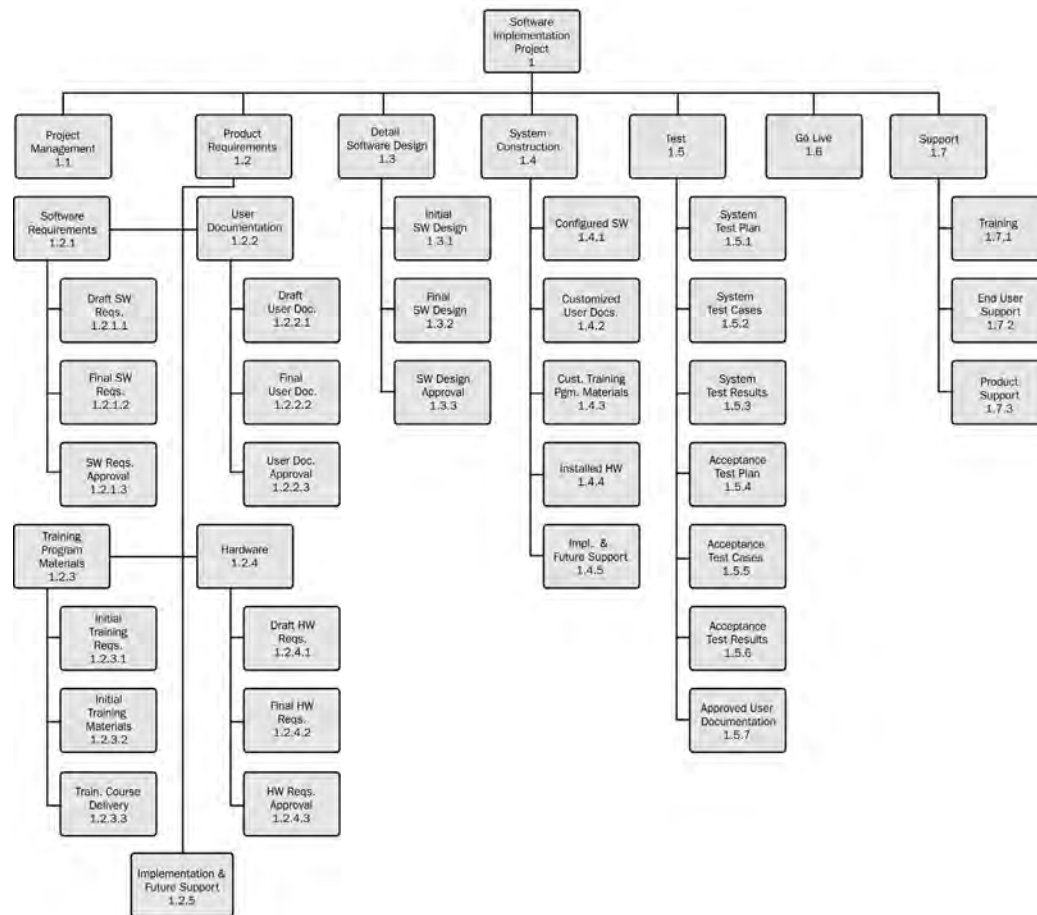 Software
Implementation
Project
1
Project
Management
1.1
Product
Requirements
1.2
Detail
Software Design
1.3
System
Construction
1.4
Test
1.5
Go Live
1.6
Support
1.7
Software
Requirements
1.2.1
User
Documentation
1.2.2
Draft SW
Reqs.
1.2.1.1
Final SW
Reqs.
1.2.1.2
SW Reqs.
Approval
1.2.1.3
Draft
User Doc.
1.2.2.1
Final
User Doc.
1.2.2.2
User Doc.
Approval
1.2.2.3
Training
Program
Materials
1.2.3
Hardware
1.2.4
Initial
Training
Reqs.
1.2.3.1
Initial
Training
Materials
1.2.3.2
Train. Course
Delivery
1.2.3.3
Draft HW
Reqs.
1.2.4.1
Final HW
Reqs.
1.2.4.2
HW Reqs.
Approval
1.2.4.3
Implementation &
Future Support
1.2.5
Initial
SW Design
1.3.1
Final
SW Design
1.3.2
SW Design
Approval
1.3.3
Configured SW
1.4.1
Customized
User Docs.
1.4.2
Cust. Training
Pgm. Materials
1.4.3
Installed HW
1.4.4
Impl. &
Future Support
1.4.5
System
Test Plan
1.5.1
System
Test Cases
1.5.2
System
Test Results
1.5.3
Acceptance
Test Plan
1.5.4
Acceptance
Test Cases
1.5.5
Acceptance
Test Results
1.5.6
Approved User
Documentation
1.5.7
Training
1.7.1
End User
Support
1.7.2
Product
Support
1.7.3